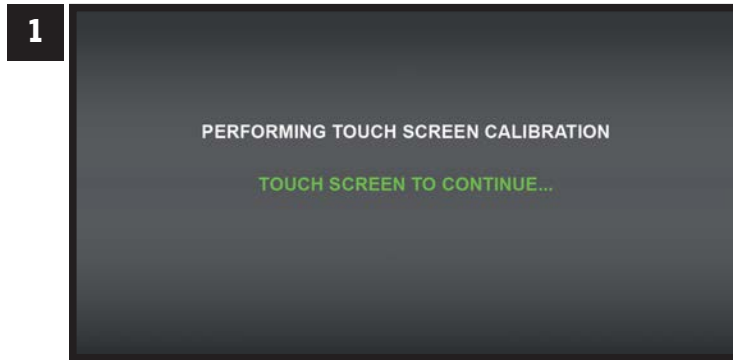 1
PERFORMING TOUCH SCREEN CALIBRATION
TOUCH SCREEN TO CONTINUE...